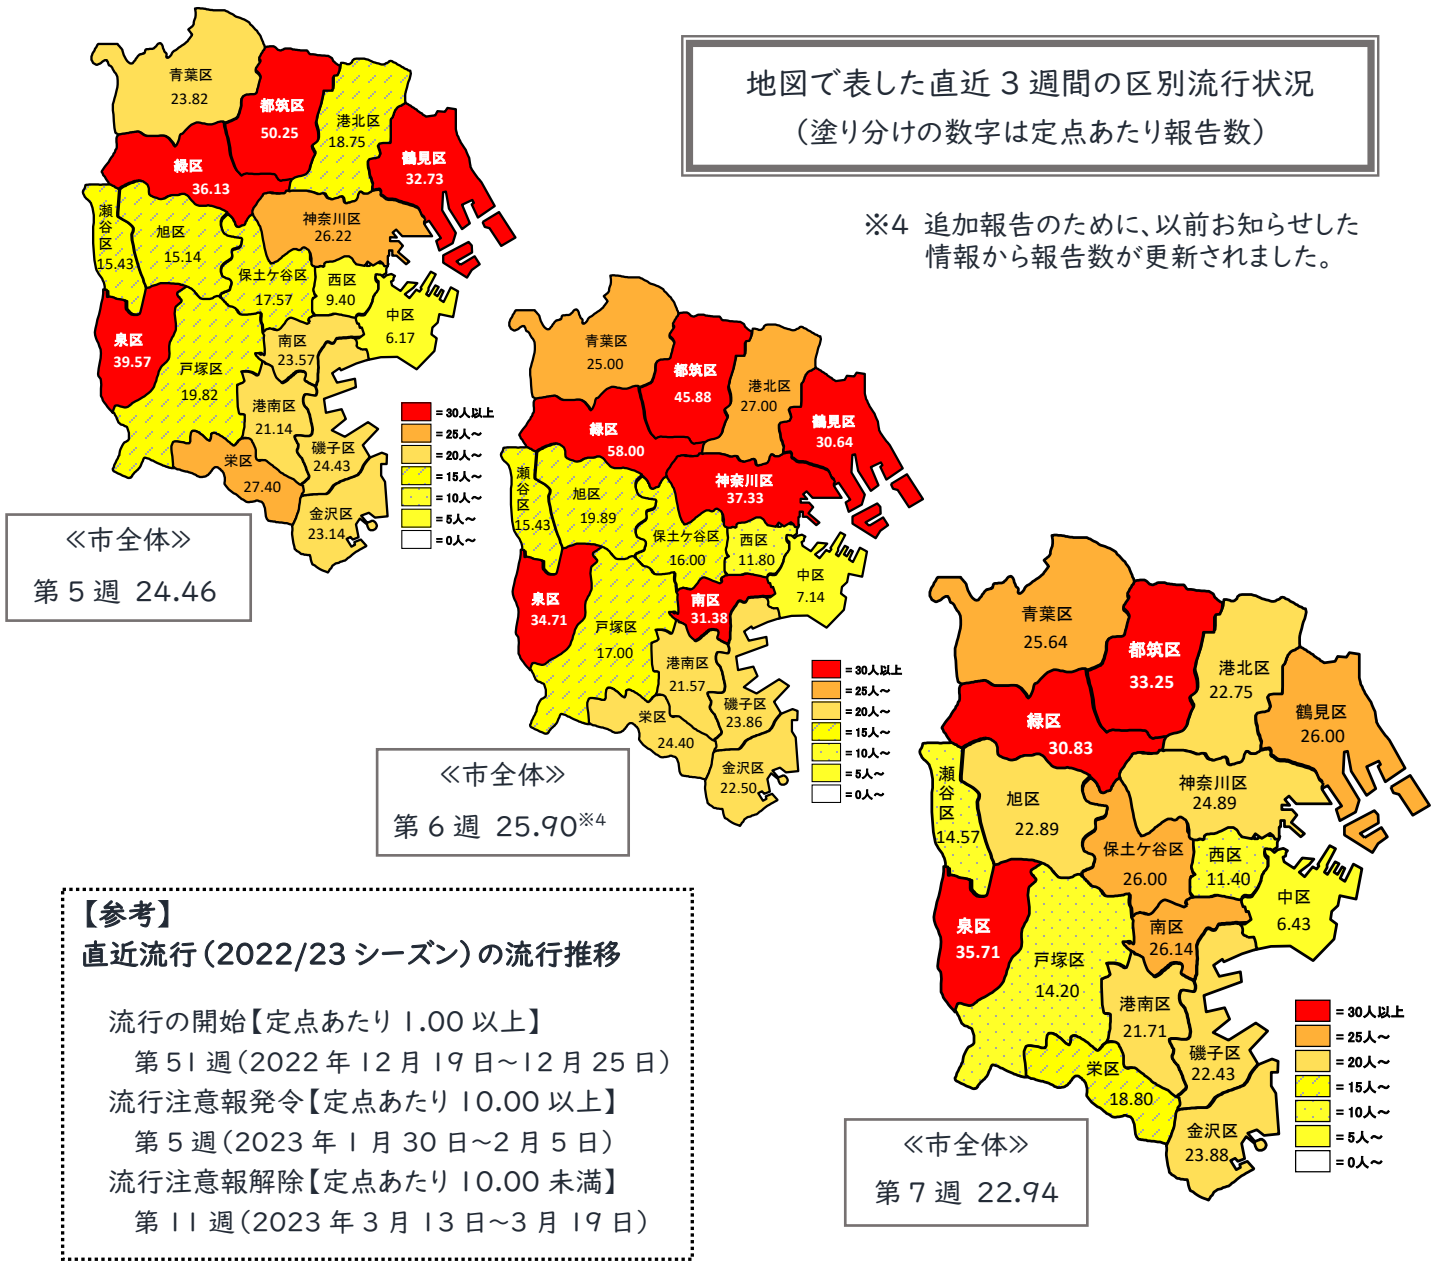 地図で表した直近3週間の区別流行状況
(塗り分けの数字は定点あたり報告数)
※4 追加報告のために、以前お知らせした
情報から報告数が更新されました。
青葉区
23.82
都筑区
50.25
港北区
18.75
緑区
36.13
鶴見区
32.73
瀬谷区
15.43
旭区
15.14
神奈川区
26.22
保土ケ谷区
17.57
西区
9.40
中区
6.17
泉区
39.57
戸塚区
19.82
南区
23.57
港南区
21.14
磯子区
24.43
栄区
27.40
金沢区
23.14
= 30人以上
= 25人~
= 20人~
= 15人~
= 10人~
= 5人~
= 0人~
≪市全体≫
第5週 24.46
青葉区
25.00
都筑区
45.88
港北区
27.00
緑区
58.00
鶴見区
30.64
瀬谷区
15.43
旭区
19.89
神奈川区
37.33
保土ケ谷区
16.00
西区
11.80
中区
7.14
泉区
34.71
戸塚区
17.00
南区
31.38
港南区
21.57
磯子区
23.86
栄区
24.40
金沢区
22.50
= 30人以上
= 25人~
= 20人~
= 15人~
= 10人~
= 5人~
= 0人~
≪市全体≫
第6週 25.90※4
青葉区
25.64
都筑区
33.25
港北区
22.75
緑区
30.83
鶴見区
26.00
瀬谷区
14.57
旭区
22.89
神奈川区
24.89
保土ケ谷区
26.00
西区
11.40
中区
6.43
泉区
35.71
戸塚区
14.20
南区
26.14
港南区
21.71
磯子区
22.43
栄区
18.80
金沢区
23.88
= 30人以上
= 25人~
= 20人~
= 15人~
= 10人~
= 5人~
= 0人~
≪市全体≫
第7週 22.94
【参考】
直近流行(2022/23シーズン)の流行推移
流行の開始【定点あたり1.00以上】
第51週(2022年12月19日~12月25日)
流行注意報発令【定点あたり10.00以上】
第5週(2023年1月30日~2月5日)
流行注意報解除【定点あたり10.00未満】
第11週(2023年3月13日~3月19日)